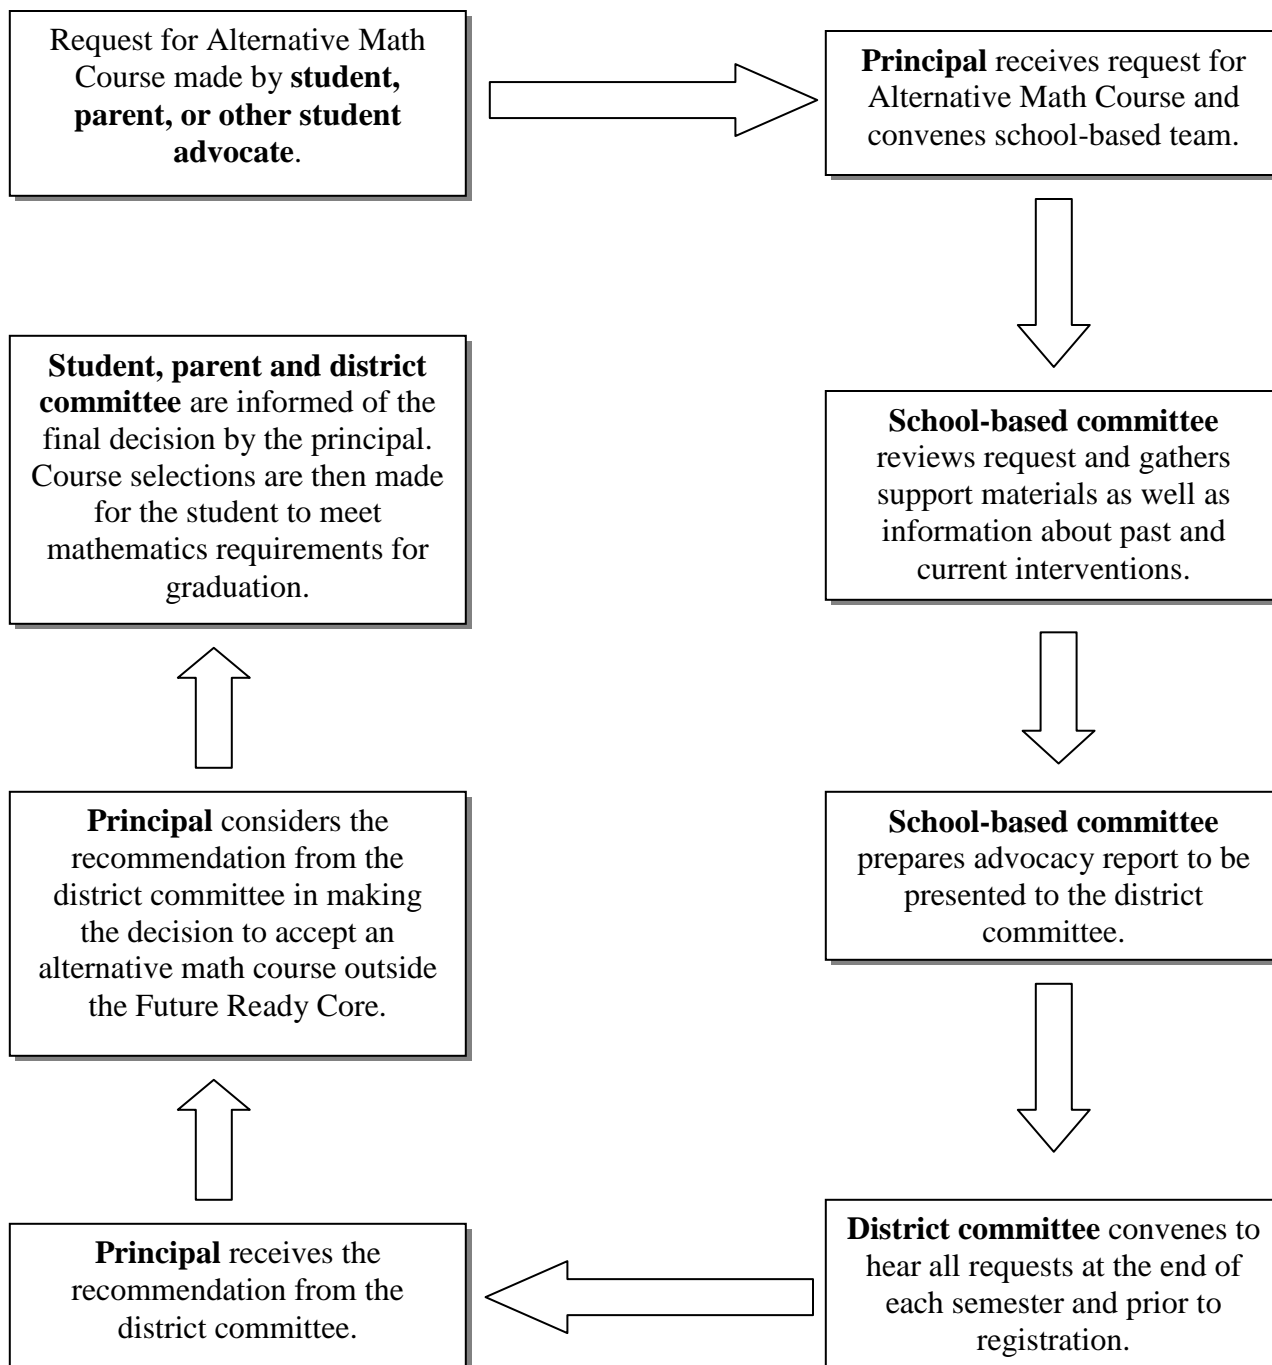 Request for Alternative Math
Course made by student,
parent, or other student
advocate.
Principal receives request for
Alternative Math Course and
convenes school-based team.
School-based committee
reviews request and gathers
support materials as well as
information about past and
current interventions.
School-based committee
prepares advocacy report to be
presented to the district
committee.
District committee convenes to
hear all requests at the end of
each semester and prior to
registration.
Principal receives the
recommendation from the
district committee.
Principal considers the
recommendation from the
district committee in making
the decision to accept an
alternative math course outside
the Future Ready Core.
Student, parent and district
committee are informed of the
final decision by the principal.
Course selections are then made
for the student to meet
mathematics requirements for
graduation.